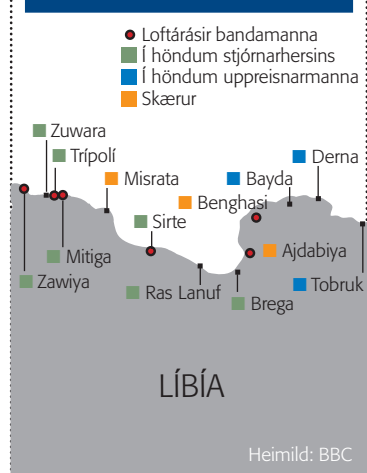 Loftárásir bandamanna
Í höndum stjórnarhersins
Í höndum uppreisnarmanna
Skærur
Zuwara
Trípolí
Derna
Misrata
Bayda
Benghasi
Sirte
Mitiga
Ajdabiya
Zawiya
Ras Lanuf
Tobruk
Brega
LÍBÍA
Heimild: BBC